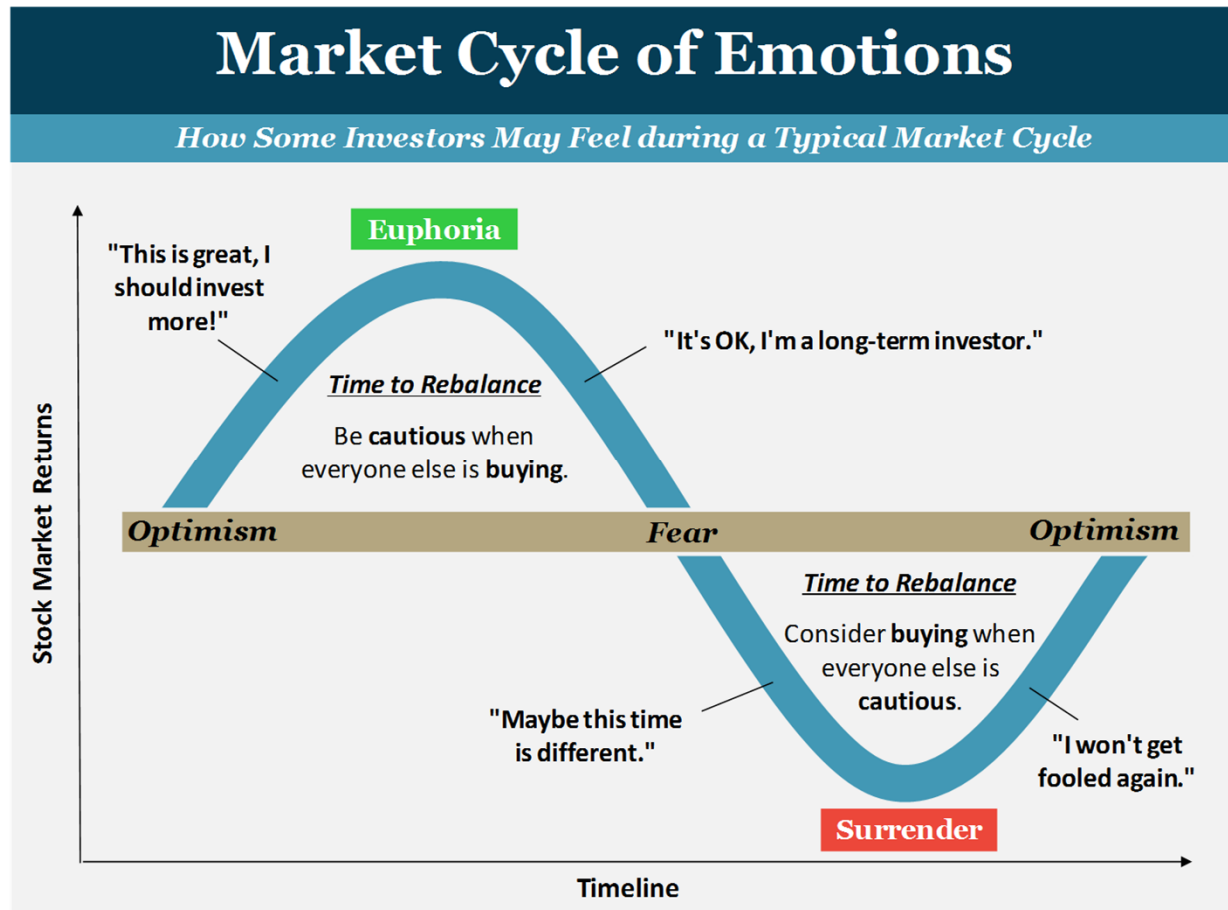 Market Cycle of Emotions
How Some Investors May Feel during a Typical Market Cycle
Euphoria
"This is great, I
should invest
more!"
"It's OK, I'm a long-term investor."
Time to Rebalance
Be cautious when
everyone else is buying.
Stock Market Returns
Optimism
Fear
Optimism
Time to Rebalance
Consider buying when
everyone else is
cautious.
"Maybe this time
is different."
"I won't get
fooled again."
Surrender
Timeline